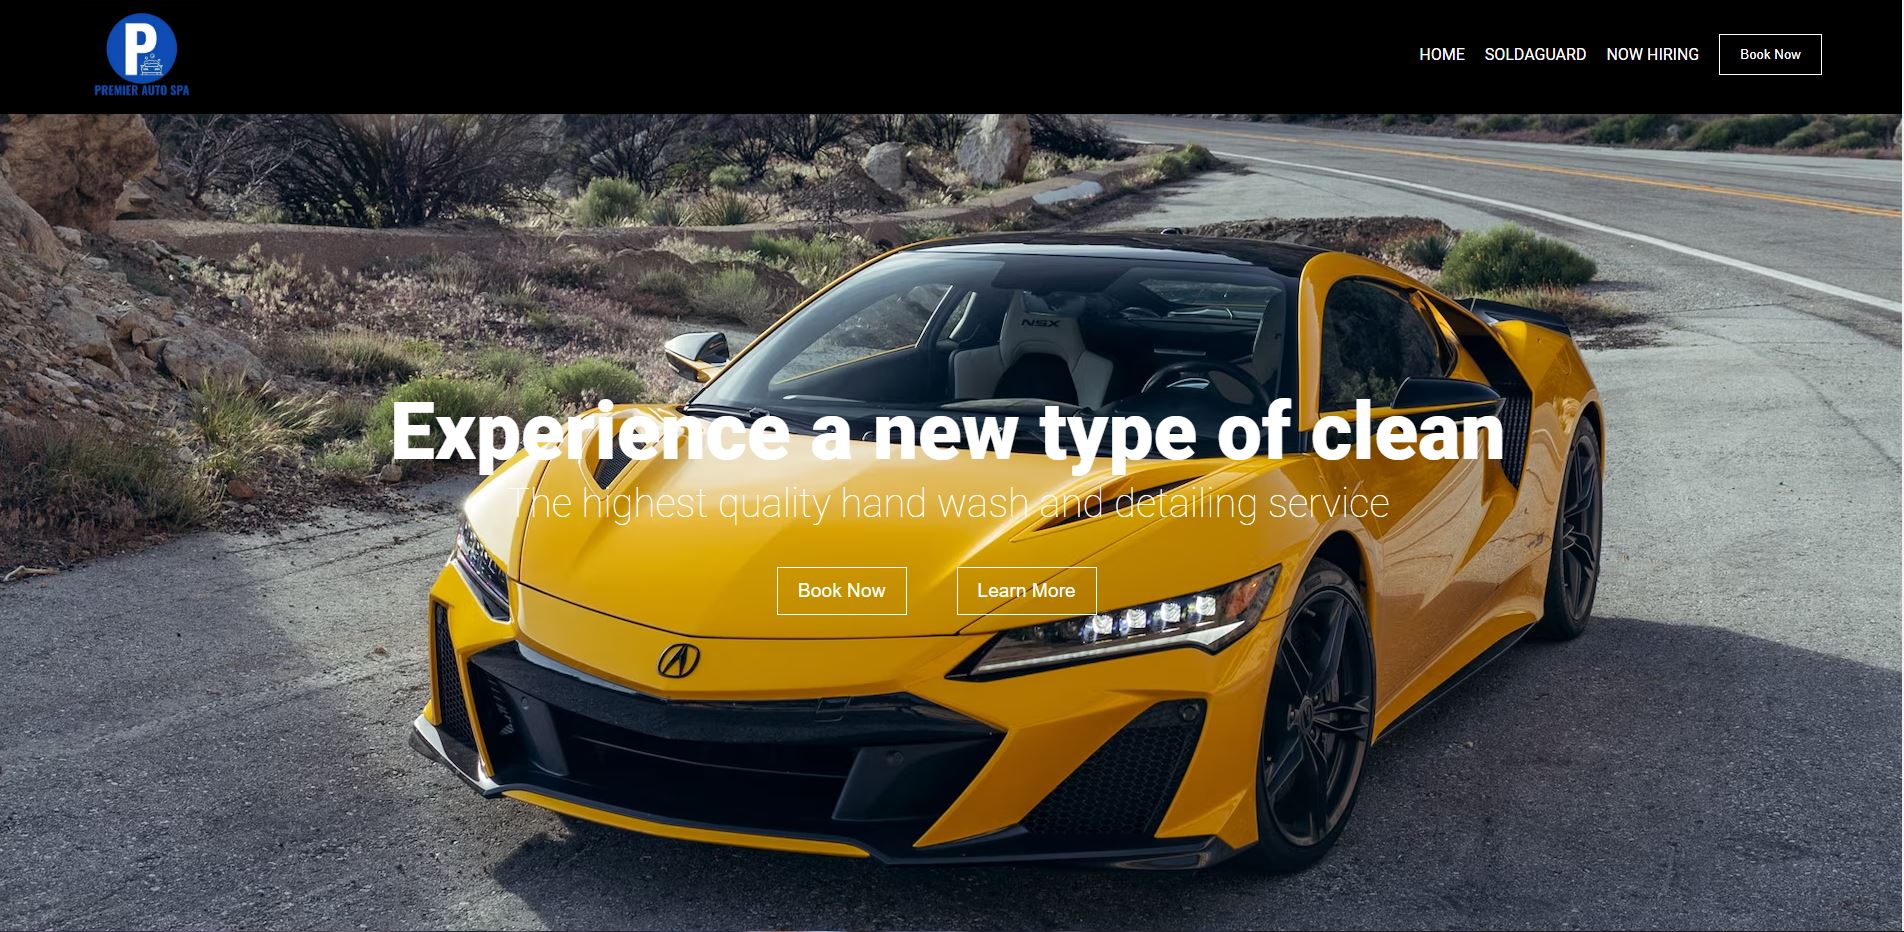 P
PREMIER AUTO SPA
HOME SOLDAGUARD NOW HIRING Book Now
NSX
Experience a new type of clean
The highest quality hand wash and detailing service
Book Now Learn More